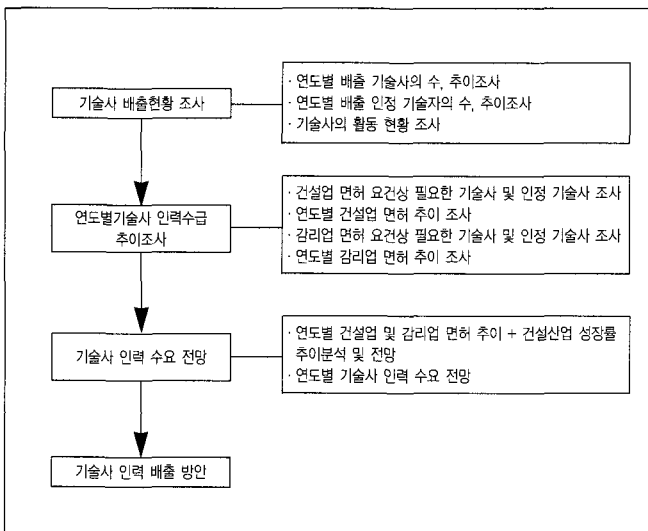 기술사 배출현황 조사
· 연도별 배출 기술사의 수, 추이조사
· 연도별 배출 인정 기술자의 수, 추이조사
· 기술사의 활동 현황 조사
연도별기술사 인력수급
추이조사
· 건설업 면허 요건상 필요한 기술사 및 인정 기술사 조사
· 연도별 건설업 면허 추이 조사
· 감리업 면허 요건상 필요한 기술사 및 인정 기술사 조사
· 연도별 감리업 면허 추이 조사
기술사 인력 수요 전망
· 연도별 건설업 및 감리업 면허 추이 + 건설산업 성장률
추이분석 및 전망
· 연도별 기술사 인력 수요 전망
기술사 인력 배출 방안